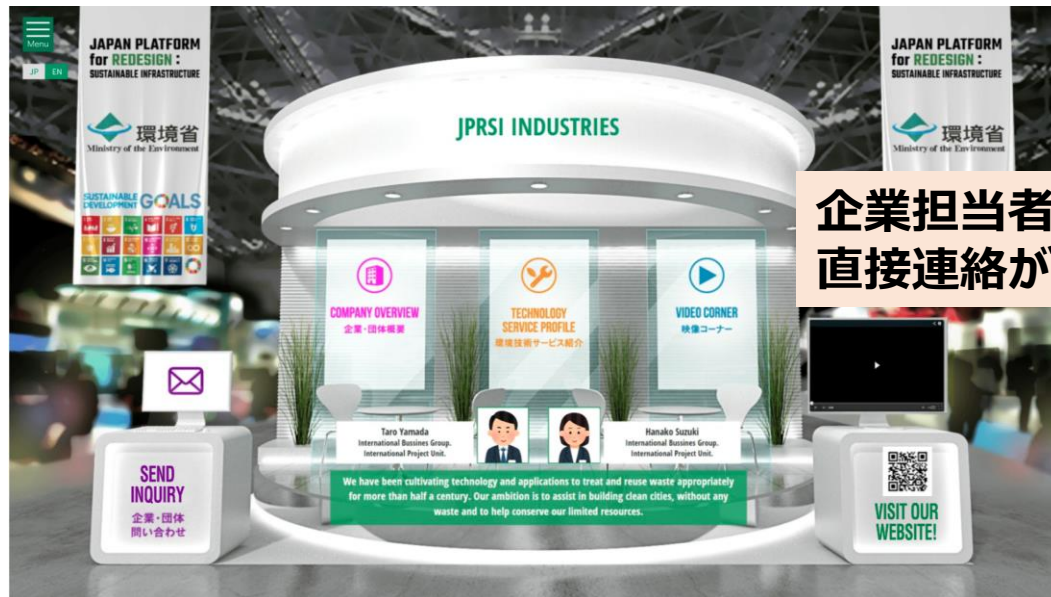 Menu
JP EN
JAPAN PLATFORM
for REDESIGN :
SUSTAINABLE INFRASTRUCTURE
環境省
Ministry of the Environment
SUSTAINABLE
DEVELOPMENT GOALS
JPRSI INDUSTRIES
JAPAN PLATFORM
for REDESIGN :
SUSTAINABLE INFRASTRUCTURE
環境省
Ministry of the Environment
企業担当者
直接連絡が
COMPANY OVERVIEW
企業・団体概要
TECHNOLOGY
SERVICE PROFILE
環境技術サービス紹介
VIDEO CORNER
映像コーナー
Taro Yamada
International Bussines Group.
International Project Unit.
Hanako Suzuki
International Bussines Group.
International Project Unit.
We have been cultivating technology and applications to treat and reuse waste appropriately
for more than half a century. Our ambition is to assist in building clean cities, without any
waste and to help conserve our limited resources.
SEND
INQUIRY
企業・団体
問い合わせ
VISIT OUR
WEBSITE!